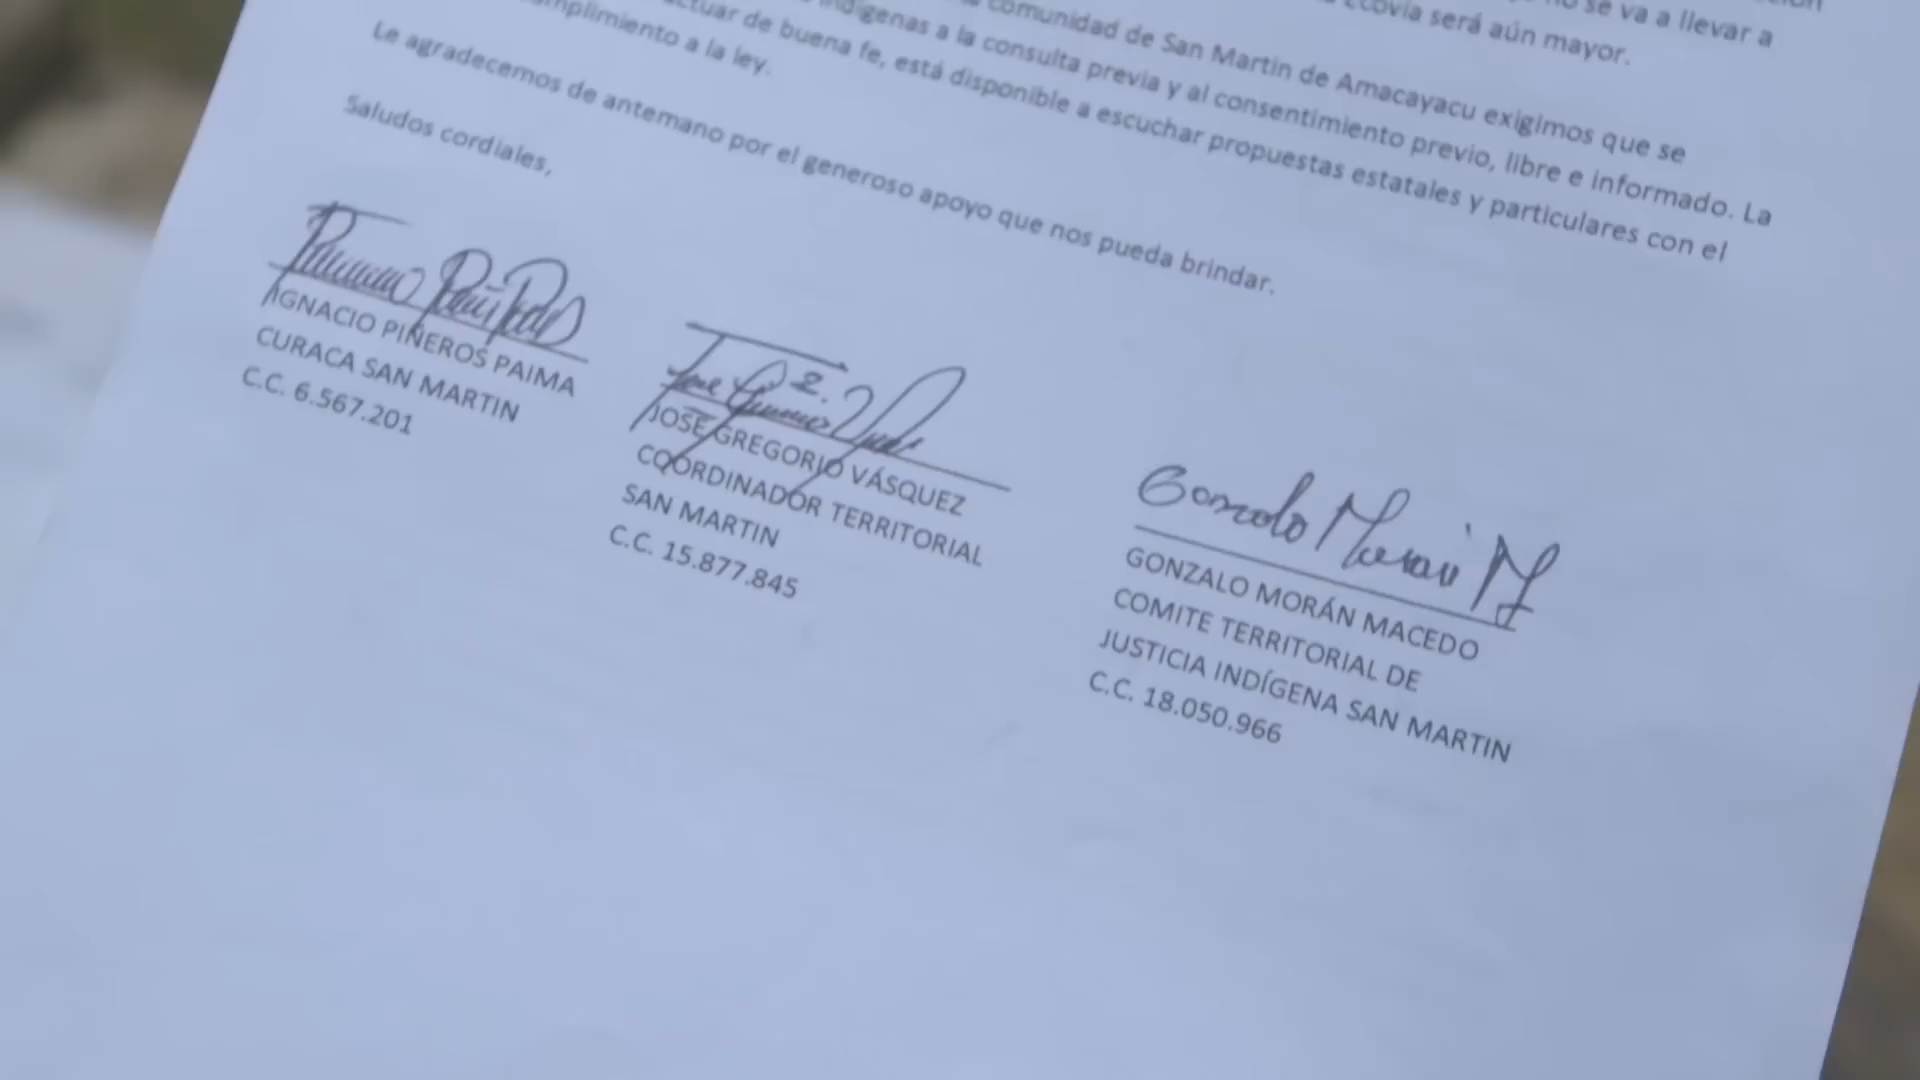 no se va a llevar a
Ecovía será aún mayor.
comunidad de San Martin de Amacayacu exigimos que se
indígenas a la consulta previa y al consentimiento previo, libre e informado. La
actuar de buena fe, está disponible a escuchar propuestas estatales y particulares con el
cumplimiento a la ley.
Le agradecemos de antemano por el generoso apoyo que nos pueda brindar.
Saludos cordiales,
IGNACIO PIÑEROS PAIMA
CURACA SAN MARTIN
C.C. 6.567.201
JOSÉ GREGORIO VÁSQUEZ
COORDINADOR TERRITORIAL
SAN MARTIN
C.C. 15.877.845
Gonzalo Moran M
GONZALO MORÁN MACEDO
COMITE TERRITORIAL DE
JUSTICIA INDÍGENA SAN MARTIN
C.C. 18.050.966